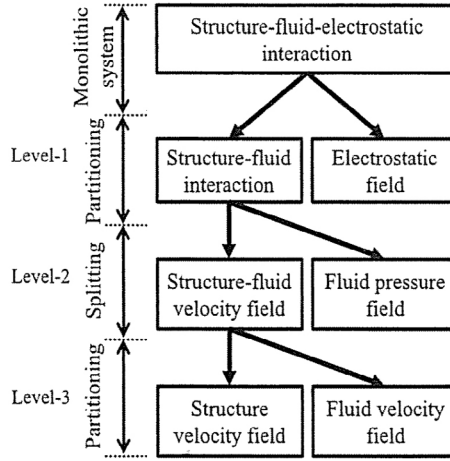 Monolithic
system
Structure-fluid-electrostatic
interaction
Level-1
Partitioning
Structure-fluid
interaction
Electrostatic
field
Level-2
Splitting
Structure-fluid
velocity field
Fluid pressure
field
Level-3
Partitioning
Structure
velocity field
Fluid velocity
field